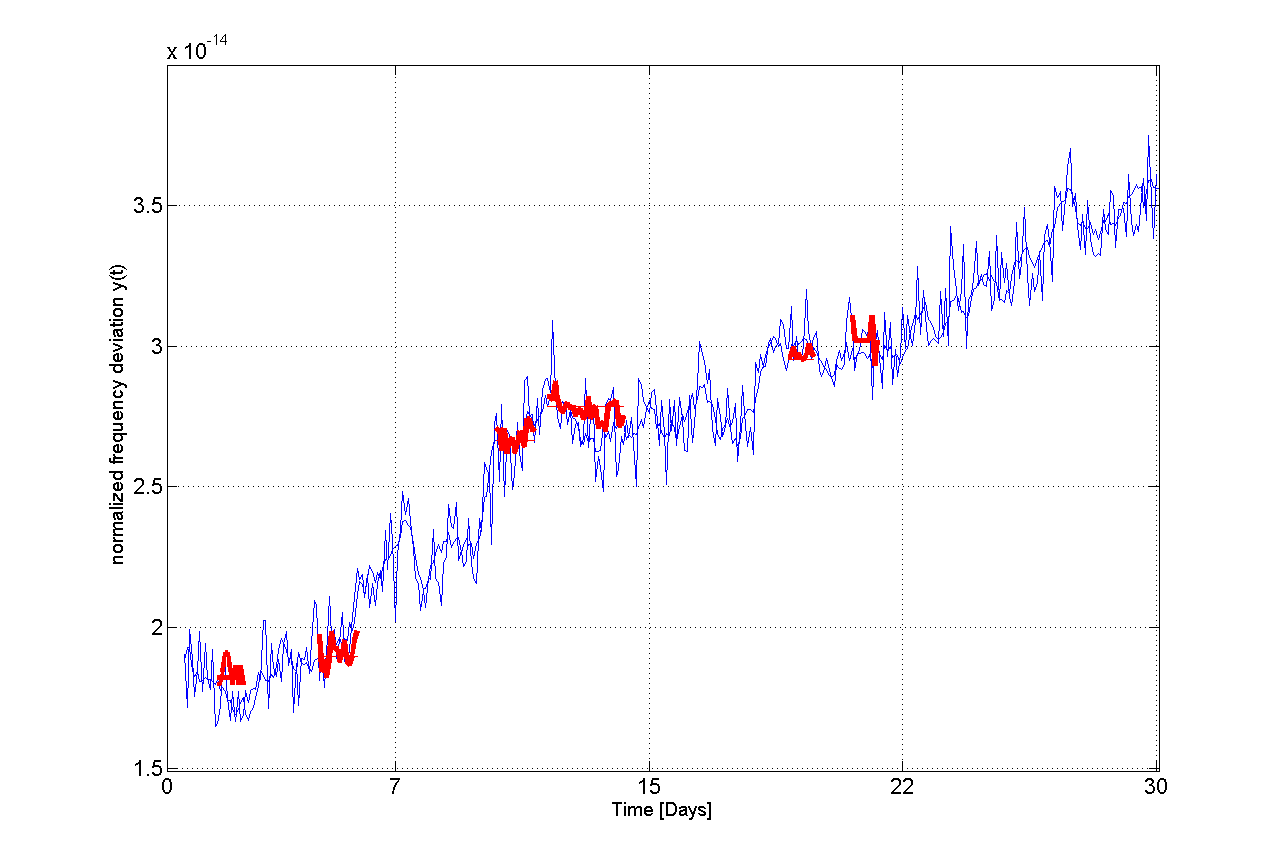 x 10-14
3.5
3
2.5
2
1.5
0 7 15 22 30
Time [Days]
normalized frequency deviation y(t)